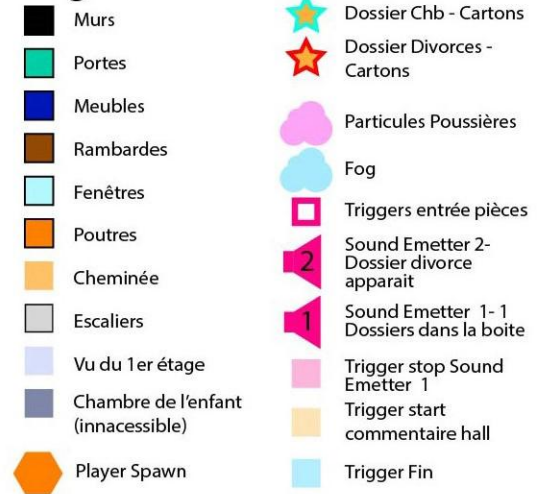 Murs
Portes
Meubles
Rambardes
Fenêtres
Poutres
Cheminée
Escaliers
Vu du 1er étage
Chambre de l'enfant
(innacessible)
Player Spawn
Dossier Chb - Cartons
Dossier Divorces -
Cartons
Particules Poussières
Fog
Triggers entrée pièces
2
Sound Emetter 2-
Dossier divorce
apparait
1
Sound Emetter 1- 1
Dossiers dans la boite
Trigger stop Sound
Emetter 1
Trigger start
commentaire hall
Trigger Fin